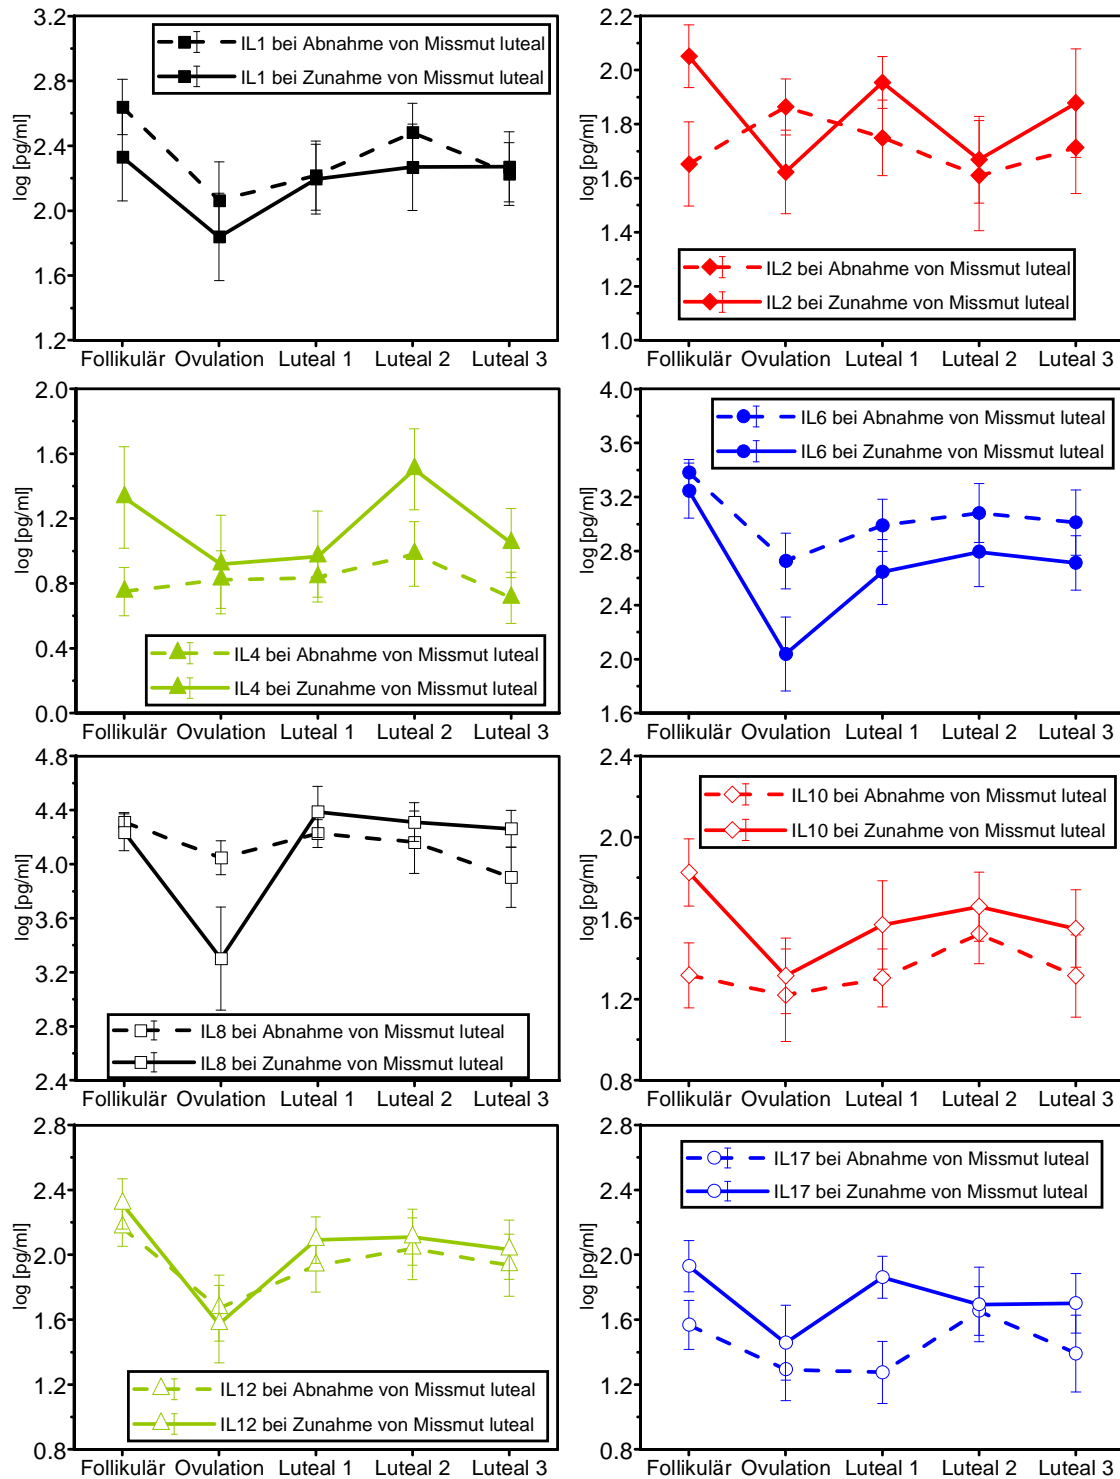 3.2
2.8
2.4
2.0
1.6
1.2
log [pg/ml]
IL1 bei Abnahme von Missmut luteal
IL1 bei Zunahme von Missmut luteal
Follikulär Ovulation Luteal 1 Luteal 2 Luteal 3
2.2
2.0
1.8
1.6
1.4
1.2
1.0
log [pg/ml]
IL2 bei Abnahme von Missmut luteal
IL2 bei Zunahme von Missmut luteal
Follikulär Ovulation Luteal 1 Luteal 2 Luteal 3
2.0
1.6
1.2
0.8
0.4
0.0
log [pg/ml]
IL4 bei Abnahme von Missmut luteal
IL4 bei Zunahme von Missmut luteal
Follikulär Ovulation Luteal 1 Luteal 2 Luteal 3
4.0
3.6
3.2
2.8
2.4
2.0
1.6
log [pg/ml]
IL6 bei Abnahme von Missmut luteal
IL6 bei Zunahme von Missmut luteal
Follikulär Ovulation Luteal 1 Luteal 2 Luteal 3
4.8
4.4
4.0
3.6
3.2
2.8
2.4
log [pg/ml]
IL8 bei Abnahme von Missmut luteal
IL8 bei Zunahme von Missmut luteal
Follikulär Ovulation Luteal 1 Luteal 2 Luteal 3
2.4
2.0
1.6
1.2
0.8
log [pg/ml]
IL10 bei Abnahme von Missmut luteal
IL10 bei Zunahme von Missmut luteal
Follikulär Ovulation Luteal 1 Luteal 2 Luteal 3
2.8
2.4
2.0
1.6
1.2
0.8
log [pg/ml]
IL12 bei Abnahme von Missmut luteal
IL12 bei Zunahme von Missmut luteal
Follikulär Ovulation Luteal 1 Luteal 2 Luteal 3
2.8
2.4
2.0
1.6
1.2
0.8
log [pg/ml]
IL17 bei Abnahme von Missmut luteal
IL17 bei Zunahme von Missmut luteal
Follikulär Ovulation Luteal 1 Luteal 2 Luteal 3